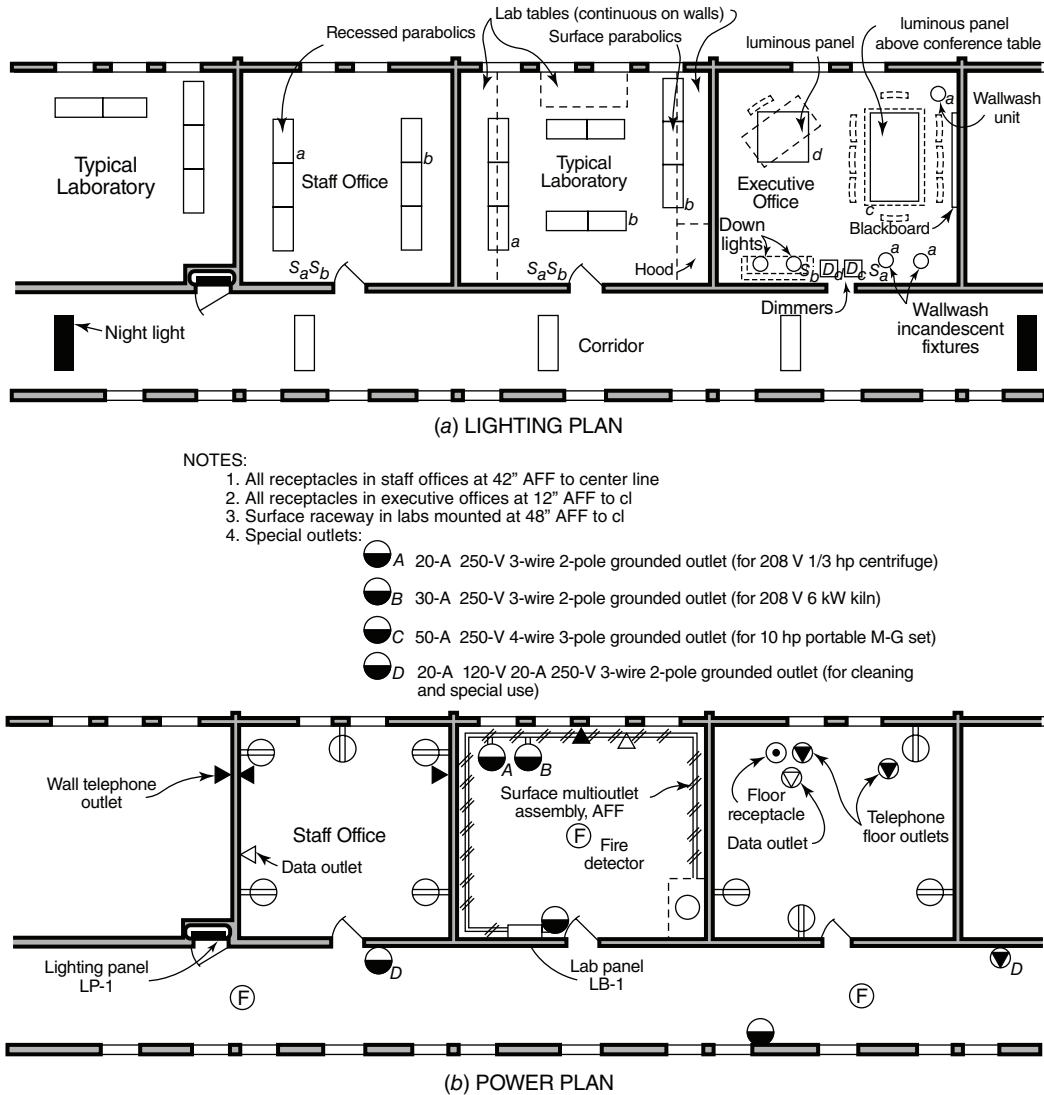 Lab tables (continuous on walls)
Recessed parabolics
Surface parabolics
luminous panel
luminous panel
above conference table
a
Wallwash
unit
Typical
Laboratory
a
Staff Office
b
Typical
Laboratory
b
b
a
d
Executive
Office
c
Blackboard
Down
lights
Hood
SaSb
SaSb
Sb
Dd
Dc
Sa
a
a
Dimmers
Wallwash
incandescent
fixtures
Night light
Corridor
(a) LIGHTING PLAN
NOTES:
1. All receptacles in staff offices at 42” AFF to center line
2. All receptacles in executive offices at 12” AFF to cl
3. Surface raceway in labs mounted at 48” AFF to cl
4. Special outlets:
A 20-A 250-V 3-wire 2-pole grounded outlet (for 208 V 1/3 hp centrifuge)
B 30-A 250-V 3-wire 2-pole grounded outlet (for 208 V 6 kW kiln)
C 50-A 250-V 4-wire 3-pole grounded outlet (for 10 hp portable M-G set)
D 20-A 120-V 20-A 250-V 3-wire 2-pole grounded outlet (for cleaning
and special use)
Wall telephone
outlet
Staff Office
Data outlet
A
B
Surface multioutlet
assembly, AFF
F
Fire
detector
Floor
receptacle
Data outlet
Telephone
floor outlets
Lighting panel
LP-1
D
Lab panel
LB-1
D
F
F
(b) POWER PLAN